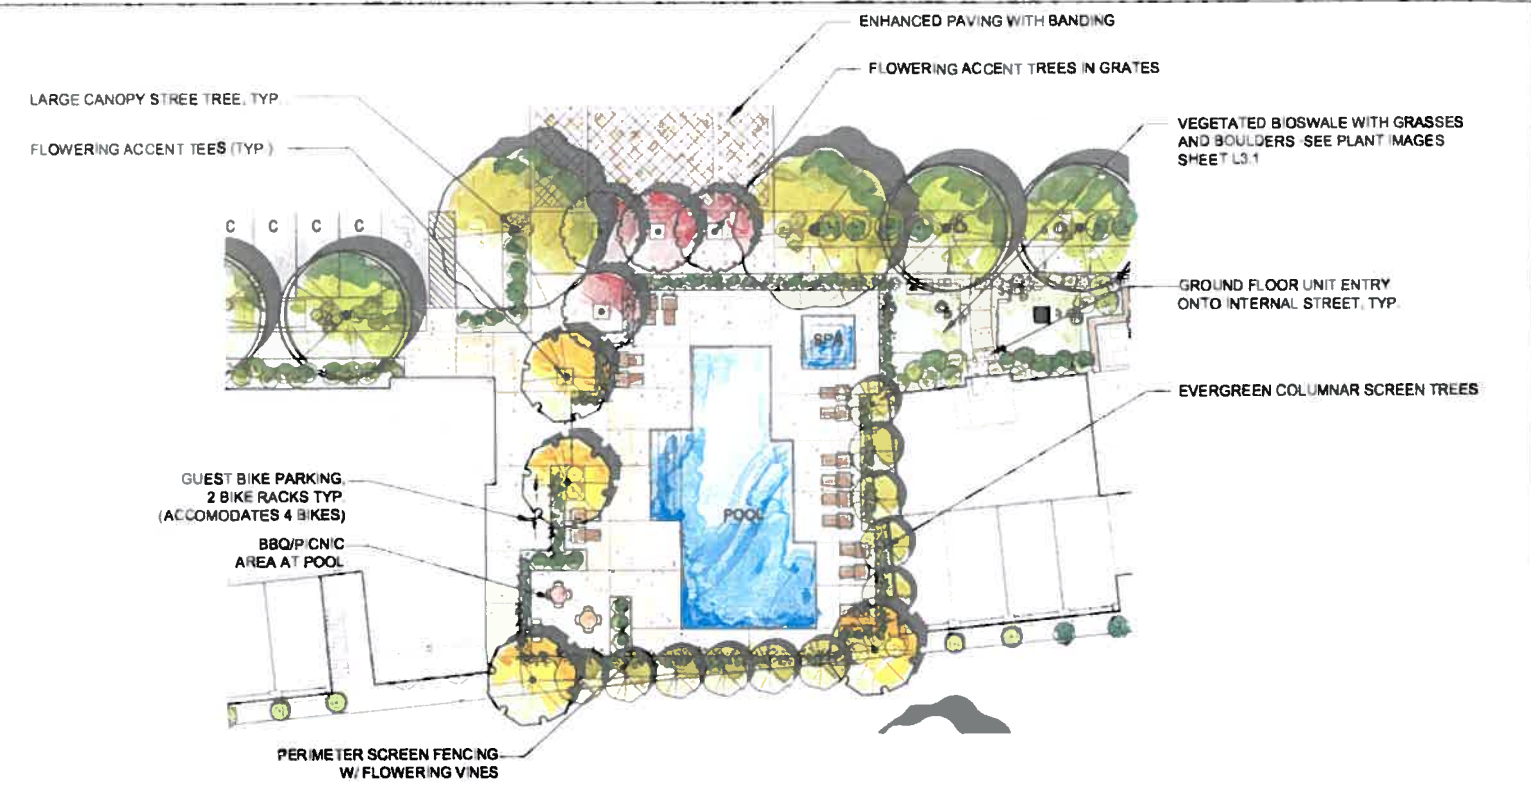 ENHANCED PAVING WITH BANDING
FLOWERING ACCENT TREES IN GRATES
LARGE CANOPY STREE TREE, TYP.
FLOWERING ACCENT TEES (TYP.)
VEGETATED BIOSWALE WITH GRASSES
AND BOULDERS -SEE PLANT IMAGES
SHEET L3.1
C C C C
GROUND FLOOR UNIT ENTRY
ONTO INTERNAL STREET, TYP.
SPA
EVERGREEN COLUMNAR SCREEN TREES
GUEST BIKE PARKING,
2 BIKE RACKS TYP.
(ACCOMODATES 4 BIKES)
POOL
BBQ/PICNIC
AREA AT POOL
PERIMETER SCREEN FENCING
W/ FLOWERING VINES